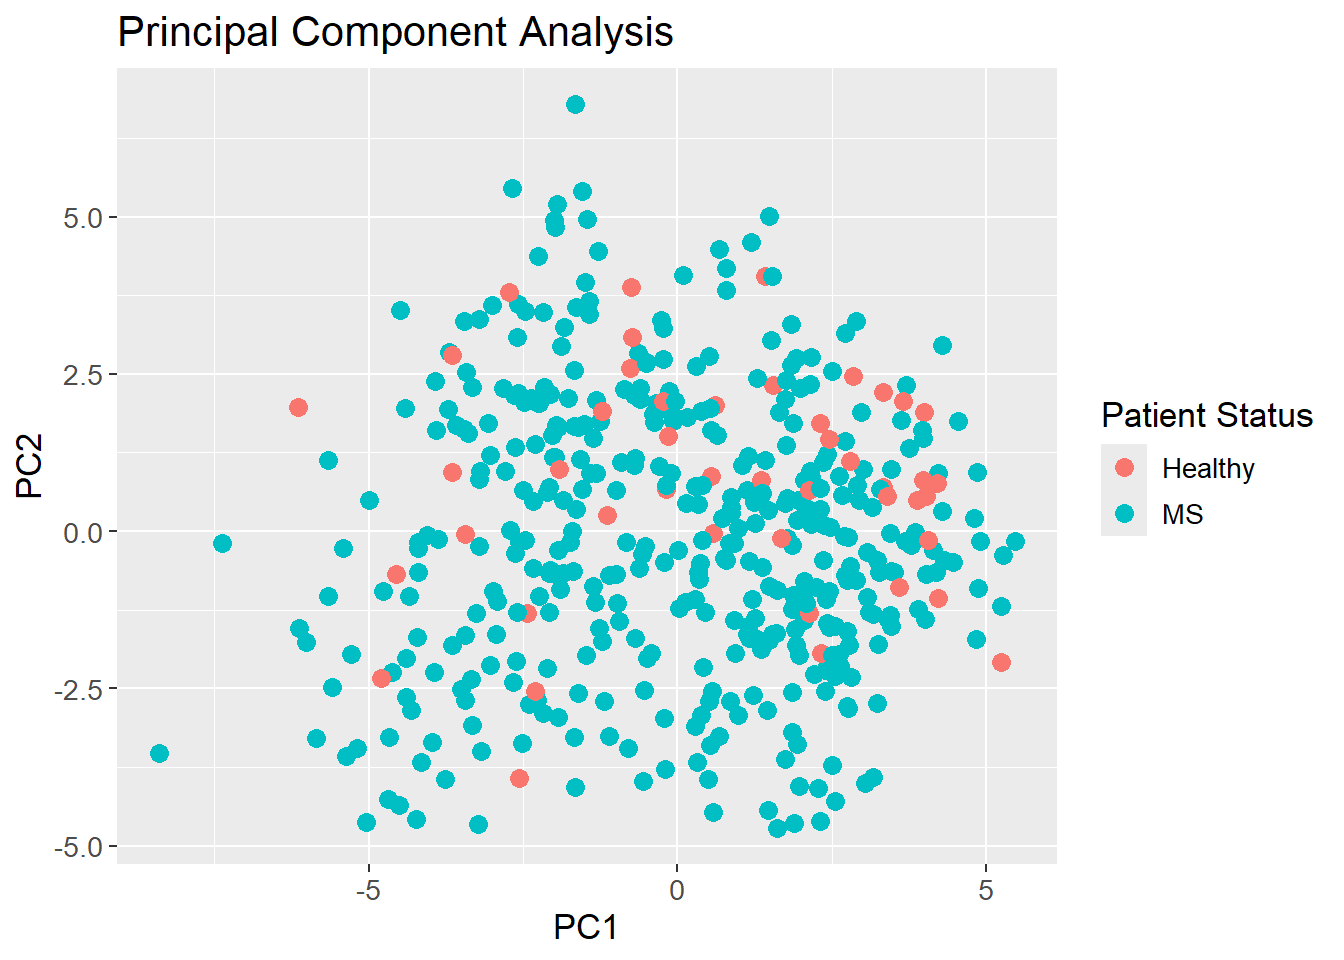 Principal Component Analysis
5.0
2.5
0.0
-2.5
-5.0
PC2
-5
0
5
PC1
Patient Status
Healthy
MS